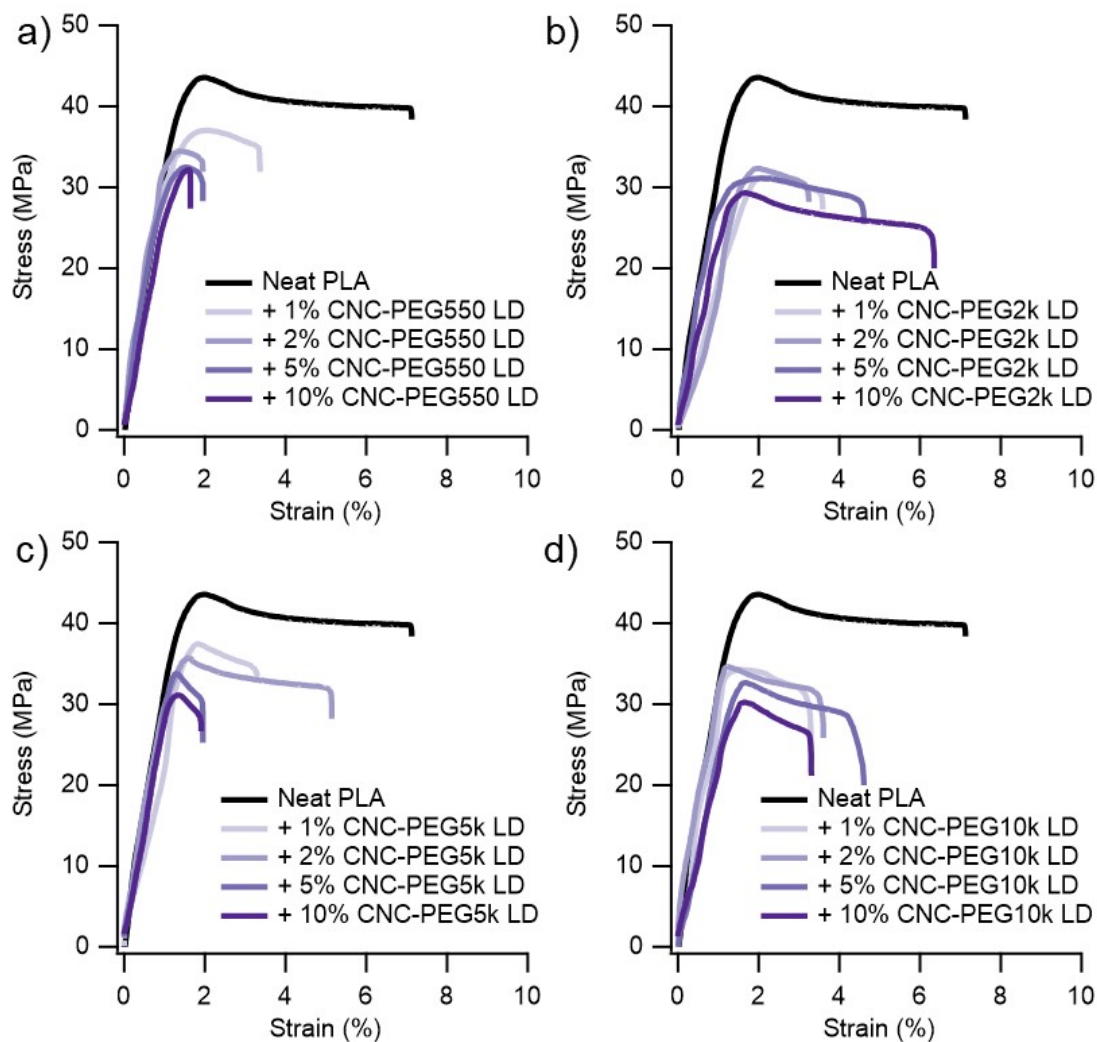 a)
50
40
30
20
10
0
Stress (MPa)
Neat PLA
+ 1% CNC-PEG550 LD
+ 2% CNC-PEG550 LD
+ 5% CNC-PEG550 LD
+ 10% CNC-PEG550 LD
0 2 4 6 8 10
Strain (%)
b)
50
40
30
20
10
0
Stress (MPa)
Neat PLA
+ 1% CNC-PEG2k LD
+ 2% CNC-PEG2k LD
+ 5% CNC-PEG2k LD
+ 10% CNC-PEG2k LD
0 2 4 6 8 10
Strain (%)
c)
50
40
30
20
10
0
Stress (MPa)
Neat PLA
+ 1% CNC-PEG5k LD
+ 2% CNC-PEG5k LD
+ 5% CNC-PEG5k LD
+ 10% CNC-PEG5k LD
0 2 4 6 8 10
Strain (%)
d)
50
40
30
20
10
0
Stress (MPa)
Neat PLA
+ 1% CNC-PEG10k LD
+ 2% CNC-PEG10k LD
+ 5% CNC-PEG10k LD
+ 10% CNC-PEG10k LD
0 2 4 6 8 10
Strain (%)